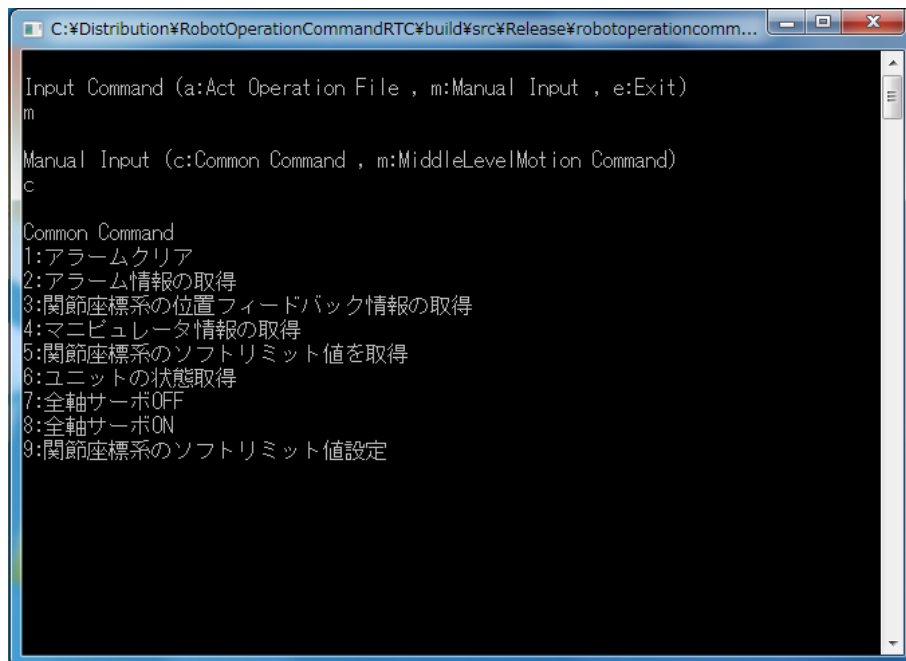 C:¥Distribution¥RobotOperationCommandRTC¥build¥src¥Release¥robotoperationcomm...
Input Command (a:Act Operation File , m:Manual Input , e:Exit)
m
Manual Input (c:Common Command , m:MiddleLevelMotion Command)
c
Common Command
1:アラームクリア
2:アラーム情報の取得
3:関節座標系の位置フィードバック情報の取得
4:マニピュレータ情報の取得
5:関節座標系のソフトリミット値を取得
6:ユニットの状態取得
7:全軸サーボOFF
8:全軸サーボON
9:関節座標系のソフトリミット値設定